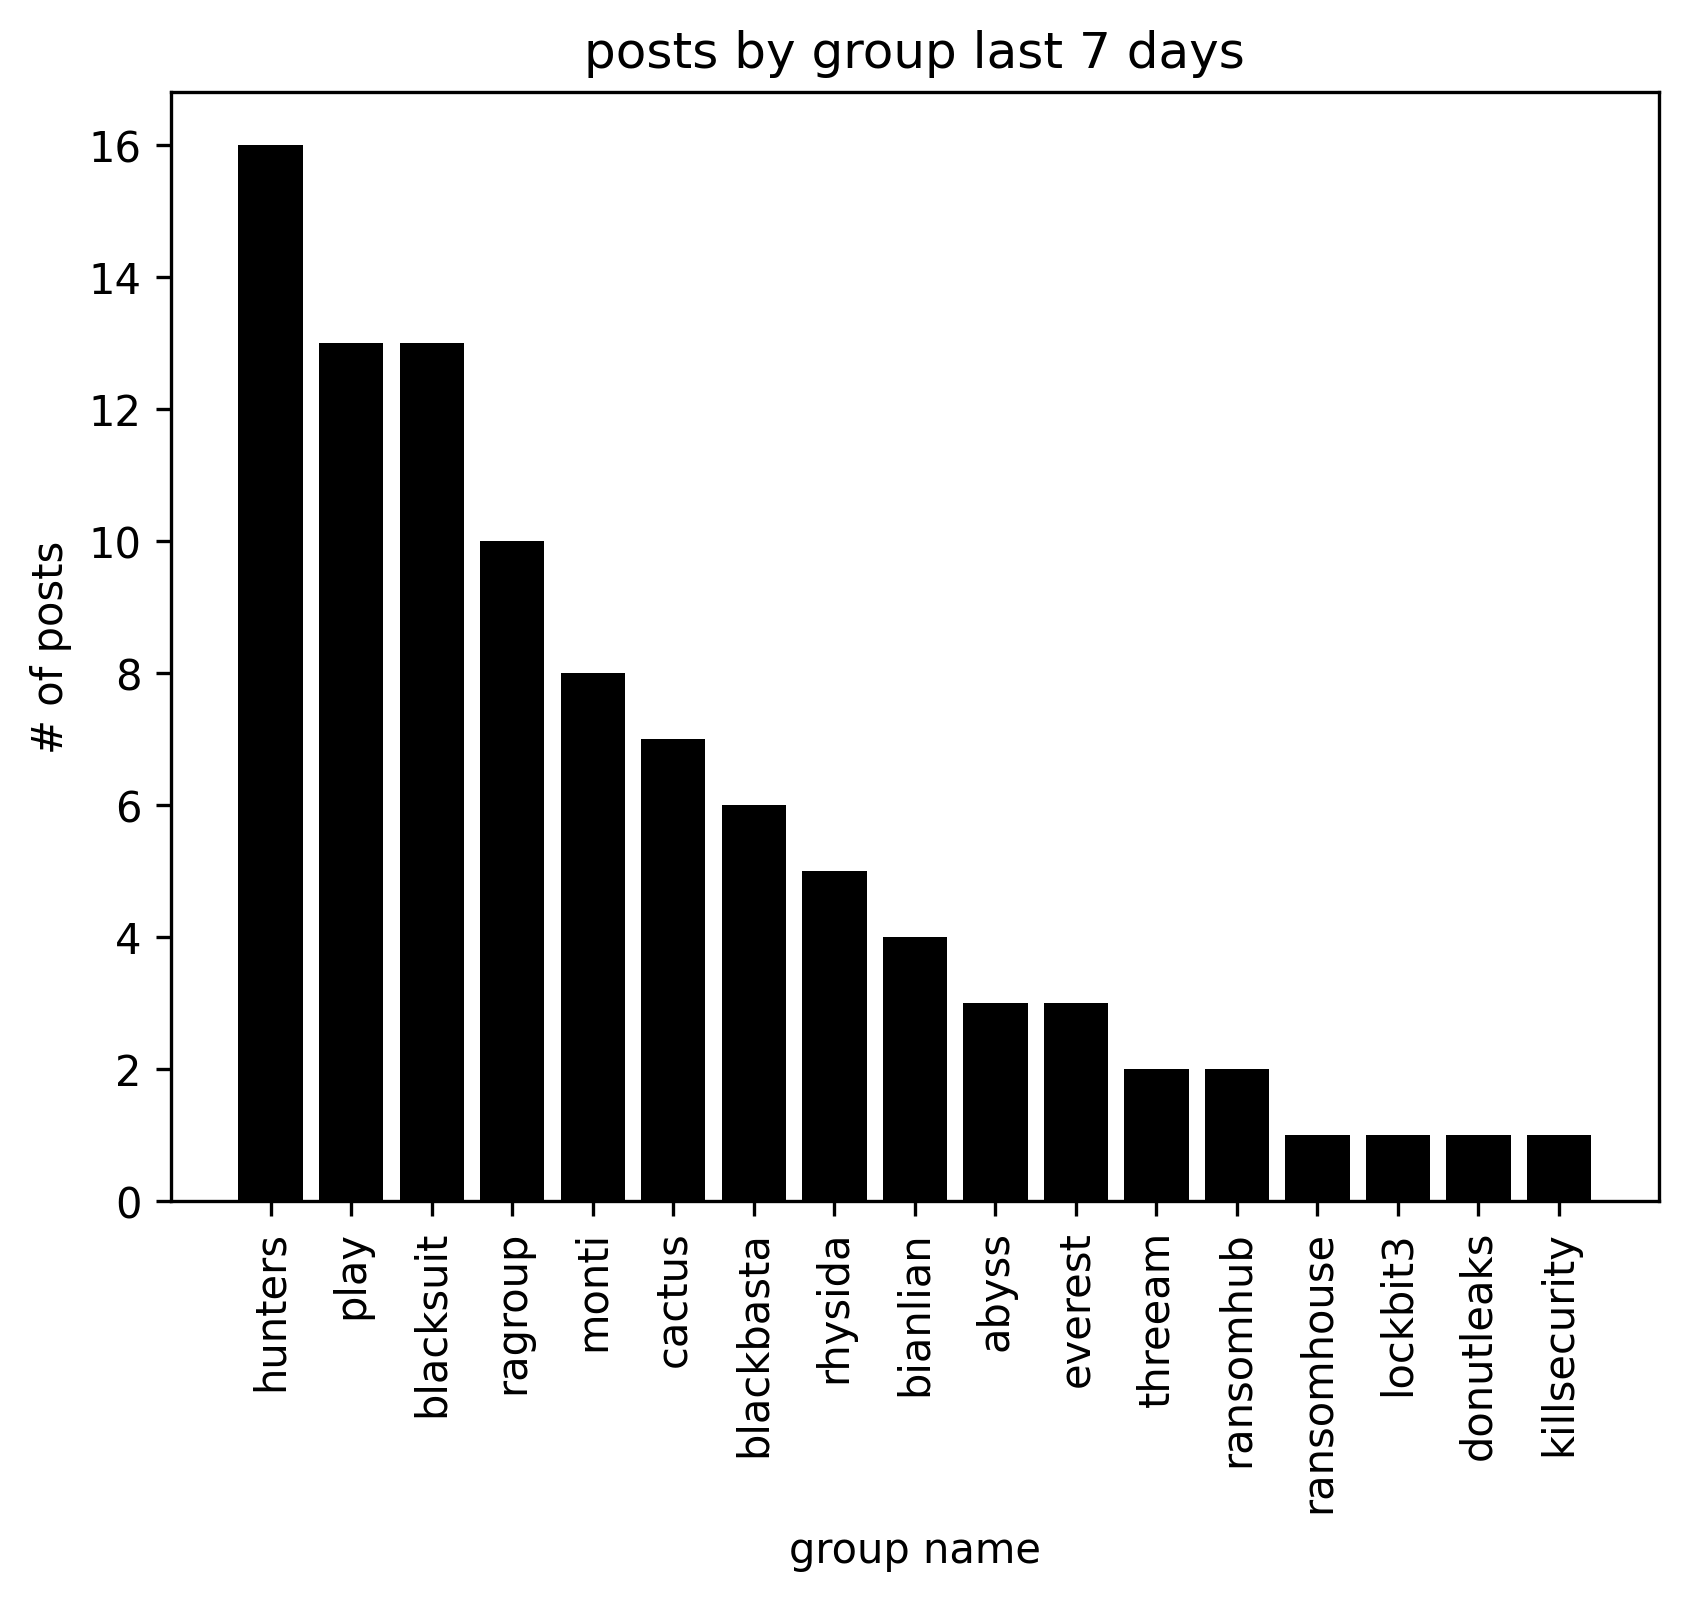 posts by group last 7 days
# of posts
16
14
12
10
8
6
4
2
0
hunters
play
blacksuit
ragroup
monti
cactus
blackbasta
rhysida
bianlian
abyss
everest
threeam
ransomhub
ransomhouse
lockbit3
donutleaks
killsecurity
group name